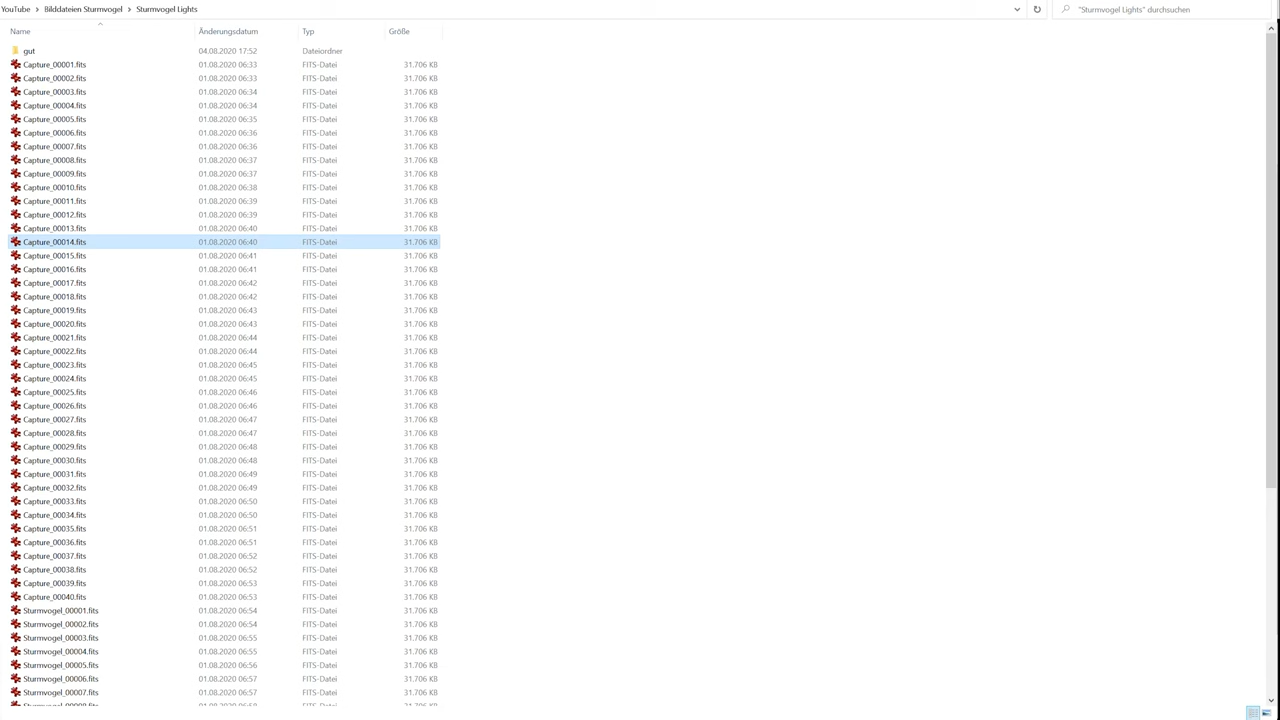 YouTube > Bilddateien Sturmvogel > Sturmvogel Lights "Sturmvogel Lights" durchsuchen
Name Änderungsdatum Typ Größe
gut 04.08.2020 17:52 Dateiordner
Capture_00001.fits 01.08.2020 06:33 FITS-Datei 31.706 KB
Capture_00002.fits 01.08.2020 06:33 FITS-Datei 31.706 KB
Capture_00003.fits 01.08.2020 06:34 FITS-Datei 31.706 KB
Capture_00004.fits 01.08.2020 06:34 FITS-Datei 31.706 KB
Capture_00005.fits 01.08.2020 06:35 FITS-Datei 31.706 KB
Capture_00006.fits 01.08.2020 06:36 FITS-Datei 31.706 KB
Capture_00007.fits 01.08.2020 06:36 FITS-Datei 31.706 KB
Capture_00008.fits 01.08.2020 06:37 FITS-Datei 31.706 KB
Capture_00009.fits 01.08.2020 06:37 FITS-Datei 31.706 KB
Capture_00010.fits 01.08.2020 06:38 FITS-Datei 31.706 KB
Capture_00011.fits 01.08.2020 06:39 FITS-Datei 31.706 KB
Capture_00012.fits 01.08.2020 06:39 FITS-Datei 31.706 KB
Capture_00013.fits 01.08.2020 06:40 FITS-Datei 31.706 KB
Capture_00014.fits 01.08.2020 06:40 FITS-Datei 31.706 KB
Capture_00015.fits 01.08.2020 06:41 FITS-Datei 31.706 KB
Capture_00016.fits 01.08.2020 06:41 FITS-Datei 31.706 KB
Capture_00017.fits 01.08.2020 06:42 FITS-Datei 31.706 KB
Capture_00018.fits 01.08.2020 06:42 FITS-Datei 31.706 KB
Capture_00019.fits 01.08.2020 06:43 FITS-Datei 31.706 KB
Capture_00020.fits 01.08.2020 06:43 FITS-Datei 31.706 KB
Capture_00021.fits 01.08.2020 06:44 FITS-Datei 31.706 KB
Capture_00022.fits 01.08.2020 06:44 FITS-Datei 31.706 KB
Capture_00023.fits 01.08.2020 06:45 FITS-Datei 31.706 KB
Capture_00024.fits 01.08.2020 06:45 FITS-Datei 31.706 KB
Capture_00025.fits 01.08.2020 06:46 FITS-Datei 31.706 KB
Capture_00026.fits 01.08.2020 06:46 FITS-Datei 31.706 KB
Capture_00027.fits 01.08.2020 06:47 FITS-Datei 31.706 KB
Capture_00028.fits 01.08.2020 06:47 FITS-Datei 31.706 KB
Capture_00029.fits 01.08.2020 06:48 FITS-Datei 31.706 KB
Capture_00030.fits 01.08.2020 06:48 FITS-Datei 31.706 KB
Capture_00031.fits 01.08.2020 06:49 FITS-Datei 31.706 KB
Capture_00032.fits 01.08.2020 06:49 FITS-Datei 31.706 KB
Capture_00033.fits 01.08.2020 06:50 FITS-Datei 31.706 KB
Capture_00034.fits 01.08.2020 06:50 FITS-Datei 31.706 KB
Capture_00035.fits 01.08.2020 06:51 FITS-Datei 31.706 KB
Capture_00036.fits 01.08.2020 06:51 FITS-Datei 31.706 KB
Capture_00037.fits 01.08.2020 06:52 FITS-Datei 31.706 KB
Capture_00038.fits 01.08.2020 06:52 FITS-Datei 31.706 KB
Capture_00039.fits 01.08.2020 06:53 FITS-Datei 31.706 KB
Capture_00040.fits 01.08.2020 06:53 FITS-Datei 31.706 KB
Sturmvogel_00001.fits 01.08.2020 06:54 FITS-Datei 31.706 KB
Sturmvogel_00002.fits 01.08.2020 06:54 FITS-Datei 31.706 KB
Sturmvogel_00003.fits 01.08.2020 06:55 FITS-Datei 31.706 KB
Sturmvogel_00004.fits 01.08.2020 06:55 FITS-Datei 31.706 KB
Sturmvogel_00005.fits 01.08.2020 06:56 FITS-Datei 31.706 KB
Sturmvogel_00006.fits 01.08.2020 06:57 FITS-Datei 31.706 KB
Sturmvogel_00007.fits 01.08.2020 06:57 FITS-Datei 31.706 KB